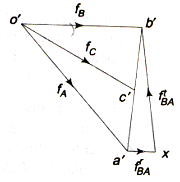 o'
f_B
b'
f_C
f_A
c'
f^t_BA
a'
f^r_BA
x